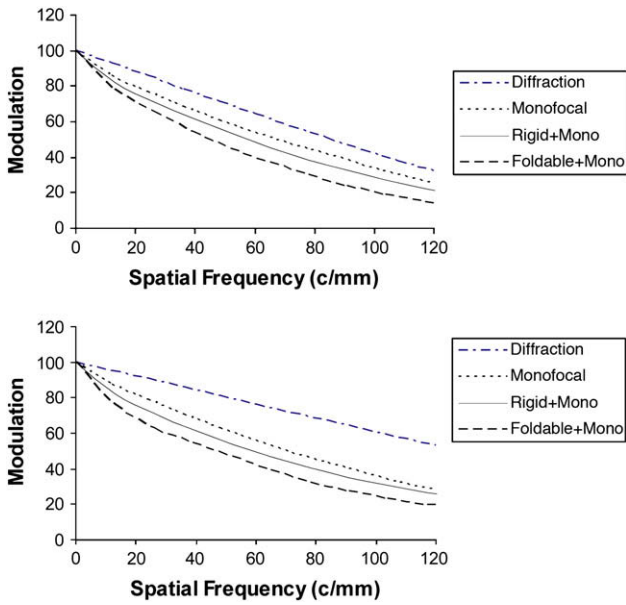 120
100
80
60
40
20
0
Modulation
0 20 40 60 80 100 120
Spatial Frequency (c/mm)
Diffraction
Monofocal
Rigid+Mono
Foldable+Mono
120
100
80
60
40
20
0
Modulation
0 20 40 60 80 100 120
Spatial Frequency (c/mm)
Diffraction
Monofocal
Rigid+Mono
Foldable+Mono